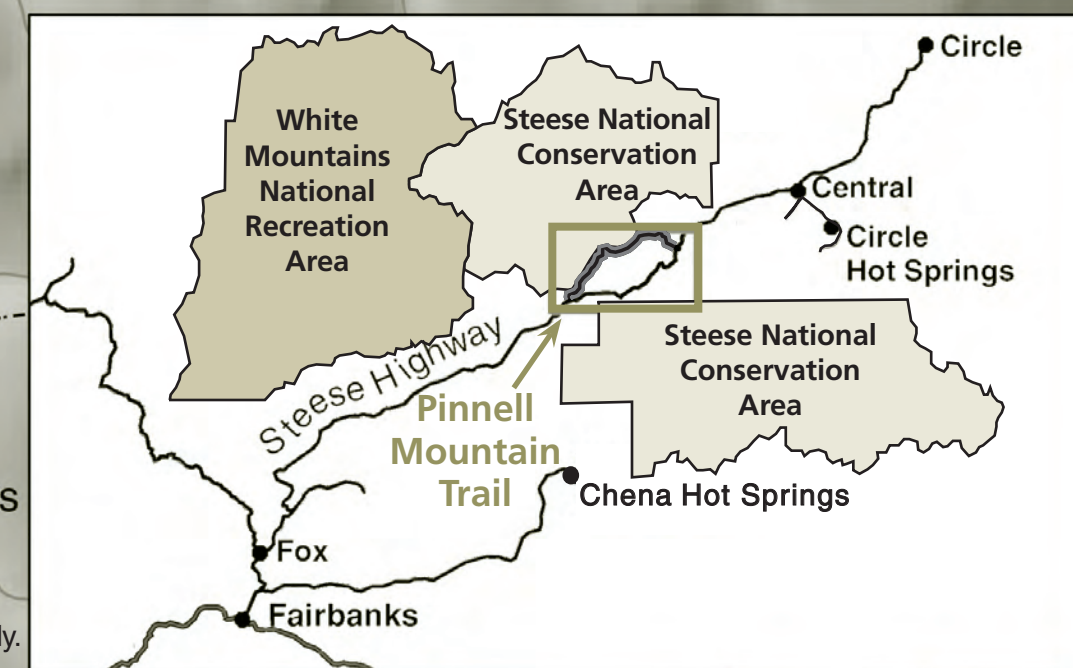 Circle
White
Mountains
National
Recreation
Area
Steese National
Conservation
Area
Central
Circle
Hot Springs
Steese Highway
Steese National
Conservation
Area
Pinnell
Mountain
Trail
Chena Hot Springs
s
Fox
Fairbanks
ly.